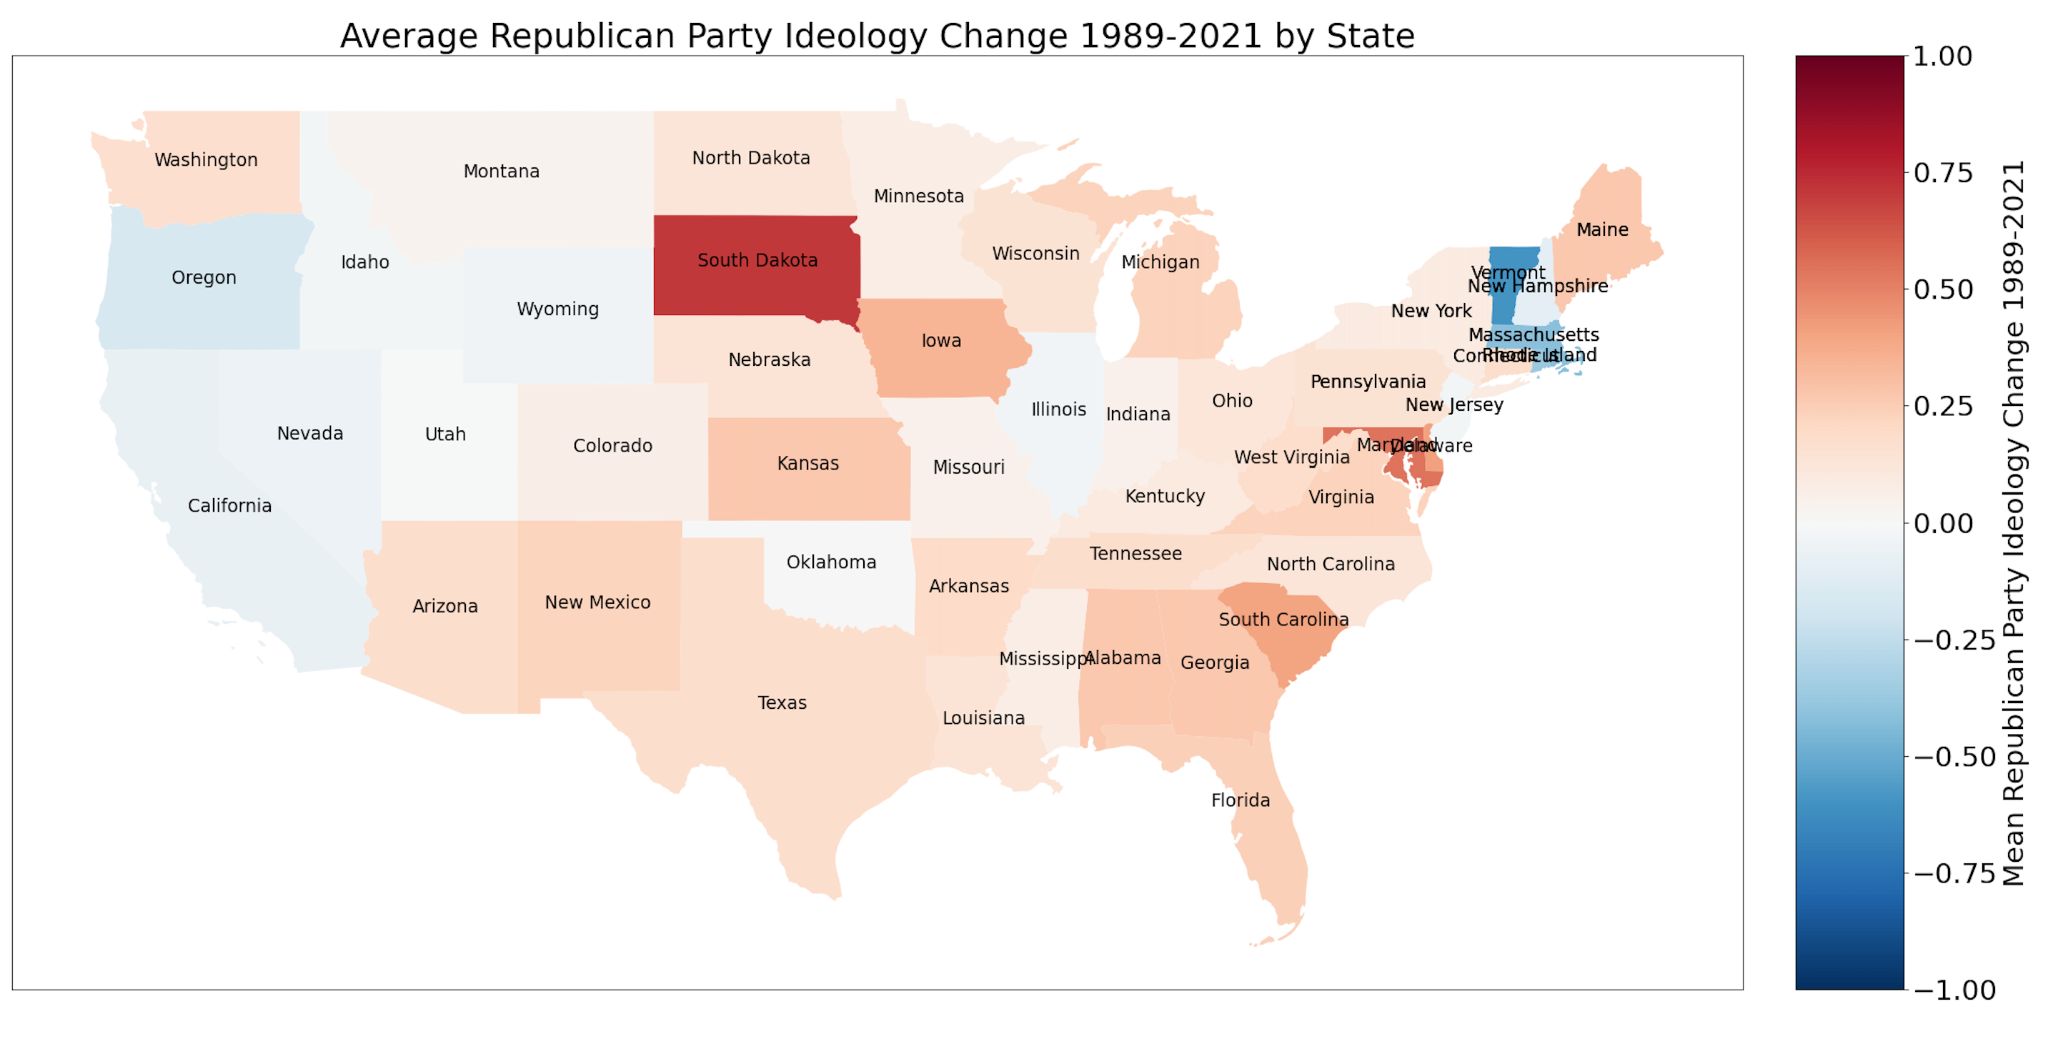 Average Republican Party Ideology Change 1989-2021 by State
Washington
Montana
North Dakota
Minnesota
Maine
Oregon
Idaho
South Dakota
Wisconsin
Michigan
Vermont
New Hampshire
Wyoming
New York
Iowa
Massachusetts
Connecticut
Rhode Island
Nebraska
Pennsylvania
Ohio
New Jersey
Illinois
Indiana
Nevada
Utah
Colorado
Maryland
Delaware
Kansas
Missouri
West Virginia
Kentucky
Virginia
California
Tennessee
Oklahoma
North Carolina
Arkansas
Arizona
New Mexico
South Carolina
Mississippi
Alabama
Georgia
Texas
Louisiana
Florida
1.00
0.75
0.50
0.25
0.00
−0.25
−0.50
−0.75
−1.00
Mean Republican Party Ideology Change 1989-2021